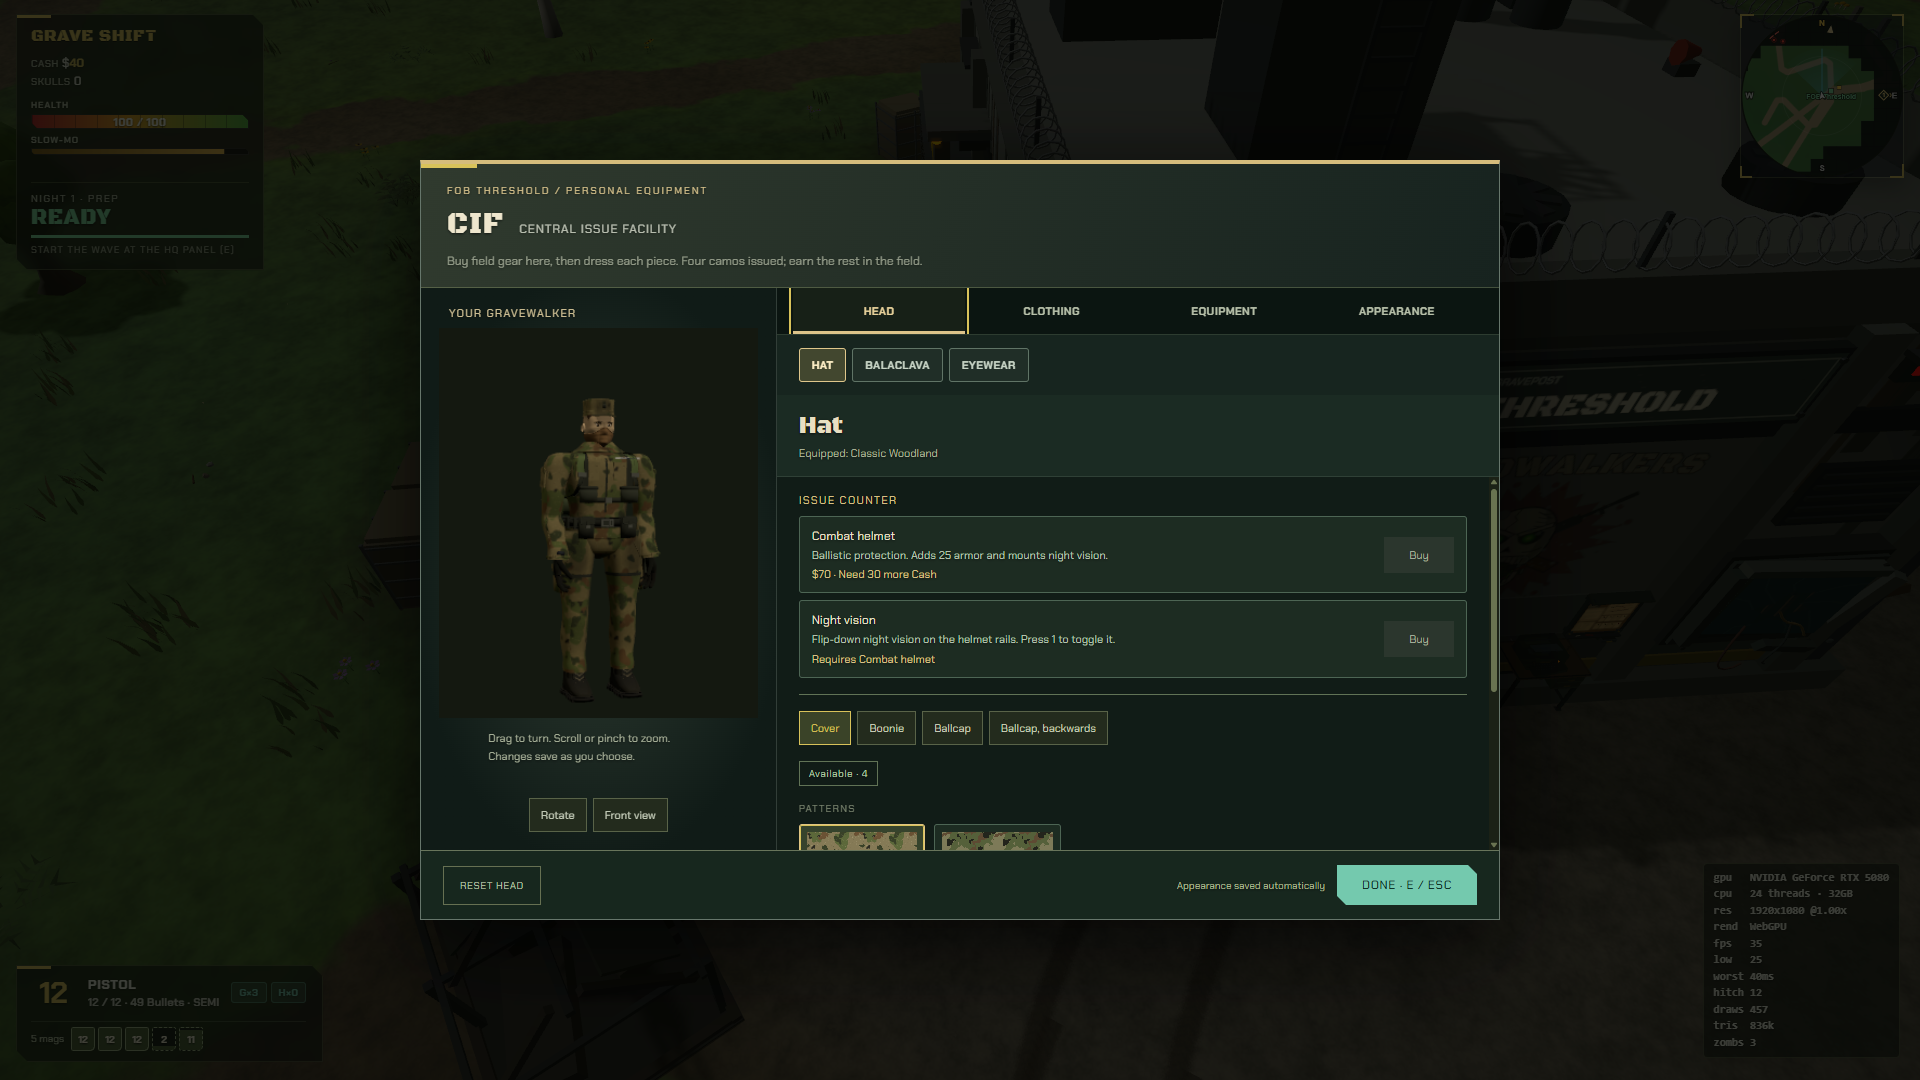 GRAVE SHIFT
CASH $40
SKULLS 0
HEALTH
100 / 100
SLOW-MO
NIGHT 1 · PREP
READY
START THE WAVE AT THE HQ PANEL [E]
N
W
E
S
FOB THRESHOLD
FOB THRESHOLD / PERSONAL EQUIPMENT
CIF CENTRAL ISSUE FACILITY
Buy field gear here, then dress each piece. Four camos issued; earn the rest in the field.
YOUR GRAVEWALKER
Drag to turn. Scroll or pinch to zoom.
Changes save as you choose.
Rotate Front view
HEAD CLOTHING EQUIPMENT APPEARANCE
HAT BALACLAVA EYEWEAR
Hat
Equipped: Classic Woodland
ISSUE COUNTER
Combat helmet
Ballistic protection. Adds 25 armor and mounts night vision.
$70 · Need 30 more Cash
Buy
Night vision
Flip-down night vision on the helmet rails. Press 1 to toggle it.
Requires Combat helmet
Buy
Cover Boonie Ballcap Ballcap, backwards
Available · 4
PATTERNS
RESET HEAD
Appearance saved automatically
DONE · E / ESC
HRESHOLD
WALKERS
12 PISTOL
12 / 12 · 49 Bullets · SEMI
G×3 H×0
5 mags 12 12 12 2 11
gpu NVIDIA GeForce RTX 5080
cpu 24 threads · 32GB
res 1920x1080 @1.00x
rend WebGPU
fps 35
low 25
worst 40ms
hitch 12
draws 457
tris 836k
zombs 3